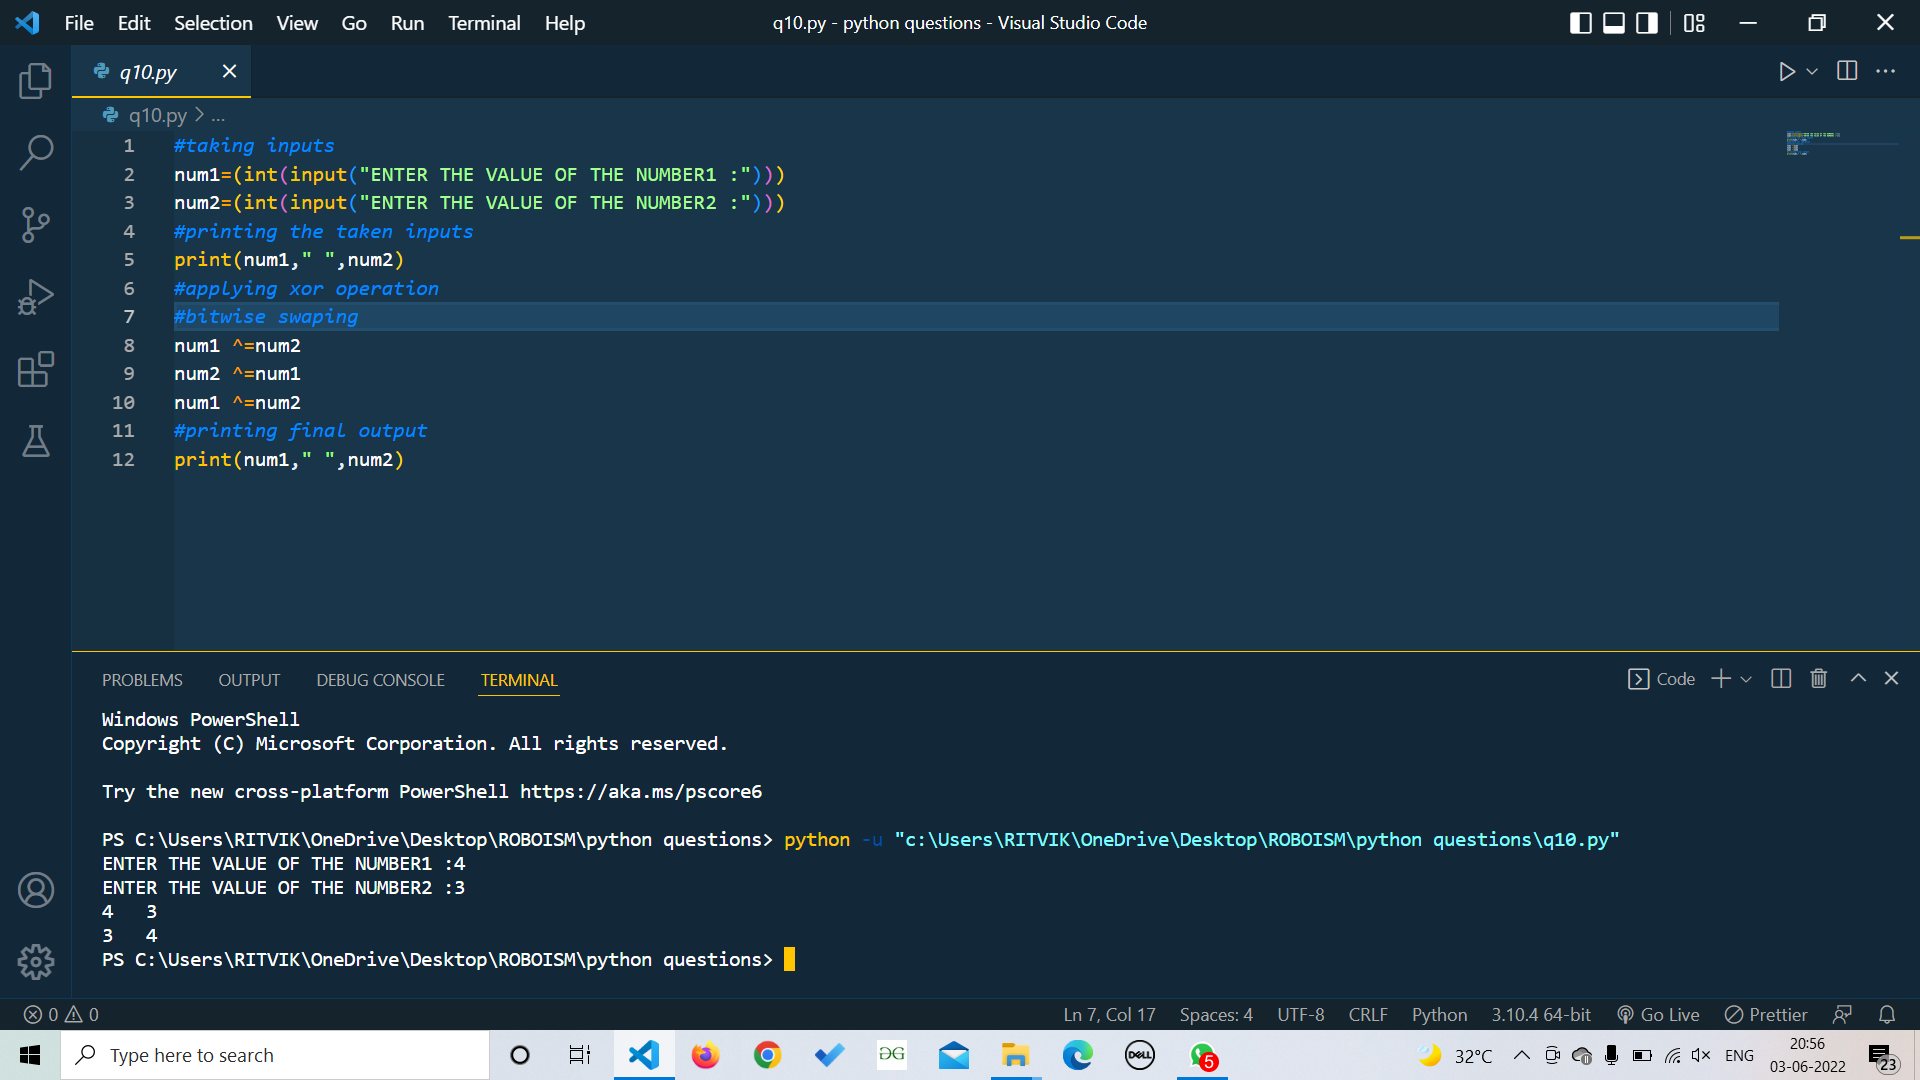 File Edit Selection View Go Run Terminal Help q10.py - python questions - Visual Studio Code
q10.py
q10.py > ...
1 #taking inputs
2 num1=(int(input("ENTER THE VALUE OF THE NUMBER1 :")))
3 num2=(int(input("ENTER THE VALUE OF THE NUMBER2 :")))
4 #printing the taken inputs
5 print(num1," ",num2)
6 #applying xor operation
7 #bitwise swaping
8 num1 ^=num2
9 num2 ^=num1
10 num1 ^=num2
11 #printing final output
12 print(num1," ",num2)
PROBLEMS OUTPUT DEBUG CONSOLE TERMINAL Code
Windows PowerShell
Copyright (C) Microsoft Corporation. All rights reserved.
Try the new cross-platform PowerShell https://aka.ms/pscore6
PS C:\Users\RITVIK\OneDrive\Desktop\ROBOISM\python questions> python -u "c:\Users\RITVIK\OneDrive\Desktop\ROBOISM\python questions\q10.py"
ENTER THE VALUE OF THE NUMBER1 :4
ENTER THE VALUE OF THE NUMBER2 :3
4   3
3   4
PS C:\Users\RITVIK\OneDrive\Desktop\ROBOISM\python questions>
0 0 Ln 7, Col 17 Spaces: 4 UTF-8 CRLF Python 3.10.4 64-bit Go Live Prettier
Type here to search DELL 5 32°C ENG 20:56
03-06-2022 23